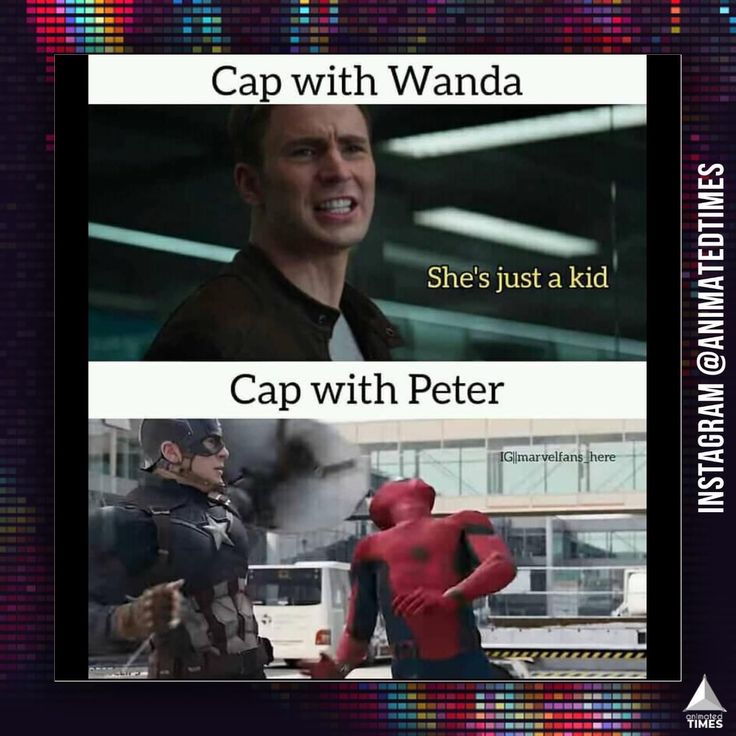 Cap with Wanda
She's just a kid
Cap with Peter
IG||marvelfans_here
INSTAGRAM @ANIMATEDTIMES
animated
TIMES